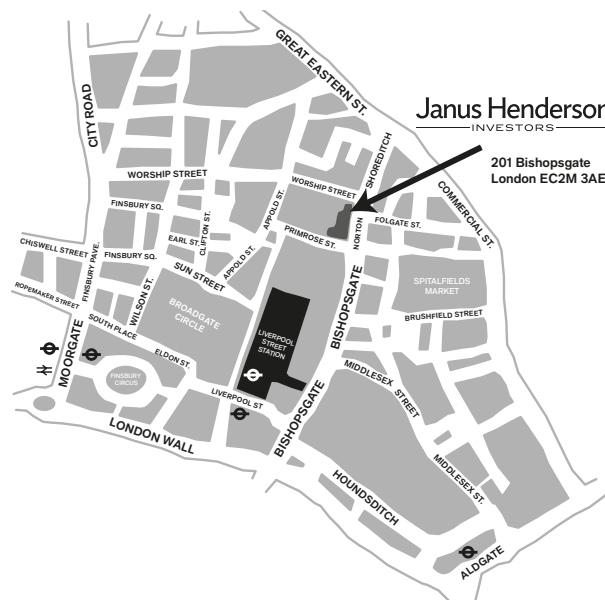 GREAT EASTERN ST.
CITY ROAD
Janus Henderson
INVESTORS
201 Bishopsgate
London EC2M 3AE
SHOREDITCH
WORSHIP STREET
WORSHIP STREET
COMMERCIAL ST.
FINSBURY SQ.
APPOLD ST.
CLIFTON ST.
FOLGATE ST.
NORTON
PRIMROSE ST.
EARL ST.
CHISWELL STREET
FINSBURY PAVE.
FINSBURY SQ.
APPOLD ST.
SUN STREET
ROPEMAKER STREET
WILSON ST.
BROADGATE
CIRCLE
SPITALFIELDS
MARKET
BISHOPSGATE
BRUSHFIELD STREET
SOUTH PLACE
LIVERPOOL
STREET
STATION
MOORGATE
ELDON ST.
FINSBURY
CIRCUS
MIDDLESEX STREET
LIVERPOOL ST
BISHOPSGATE
LONDON WALL
MIDDLESEX ST.
HOUNDSDITCH
ALDGATE